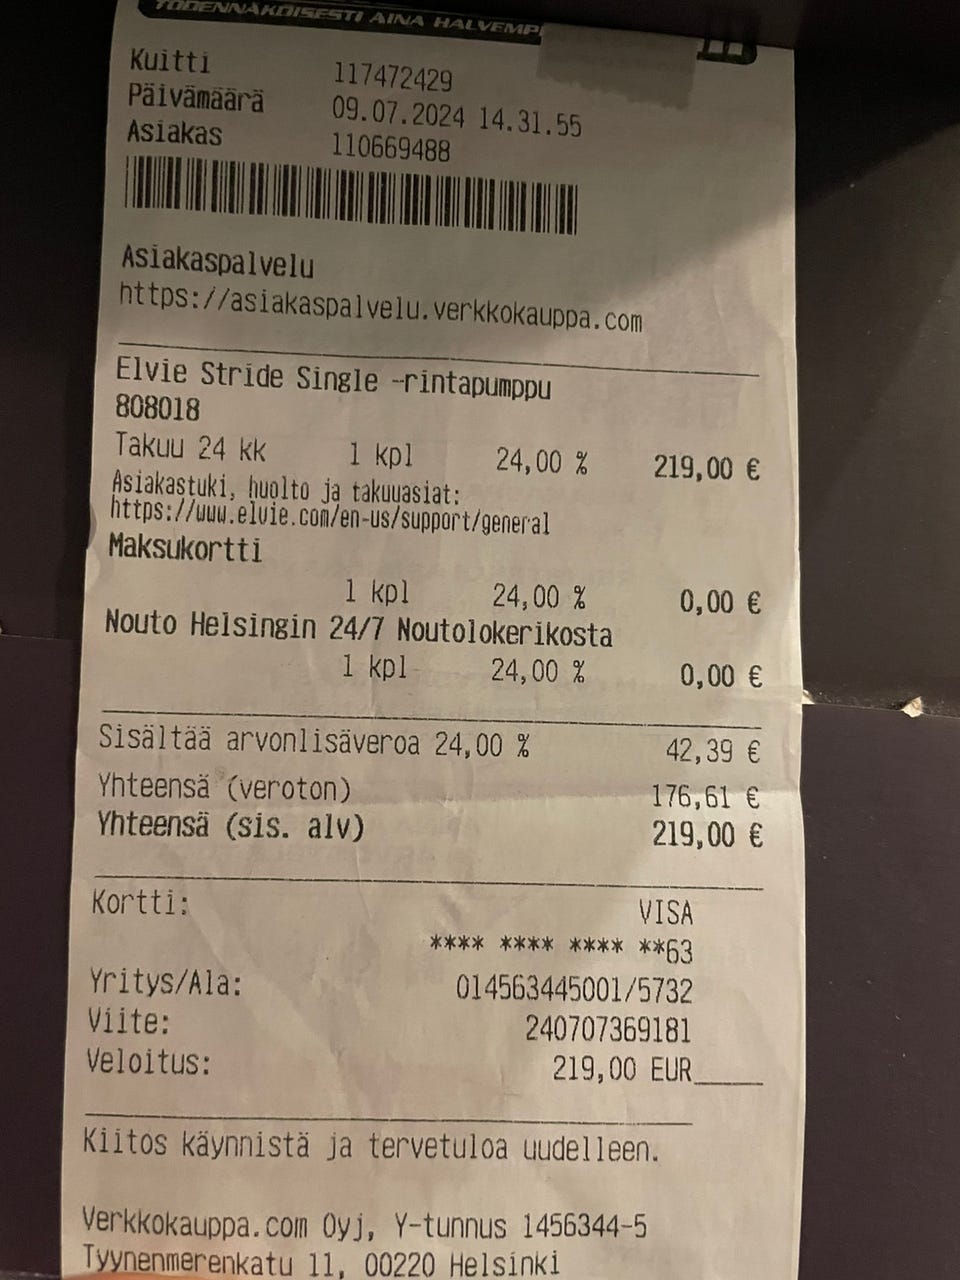 TODENNÄKÖISESTI AINA HALVEMP
Kuitti 117472429
Päivämäärä 09.07.2024 14.31.55
Asiakas 110669488
Asiakaspalvelu
https://asiakaspalvelu.verkkokauppa.com
Elvie Stride Single -rintapumppu
808018
Takuu 24 kk 1 kpl 24,00 % 219,00 €
Asiakastuki, huolto ja takuuasiat:
https://www.elvie.com/en-us/support/general
Maksukortti
1 kpl 24,00 % 0,00 €
Nouto Helsingin 24/7 Noutolokerikosta
1 kpl 24,00 % 0,00 €
Sisältää arvonlisäveroa 24,00 % 42,39 €
Yhteensä (veroton) 176,61 €
Yhteensä (sis. alv) 219,00 €
Kortti: VISA
**** **** **** **63
Yritys/Ala: 014563445001/5732
Viite: 240707369181
Veloitus: 219,00 EUR
Kiitos käynnistä ja tervetuloa uudelleen.
Verkkokauppa.com Oyj, Y-tunnus 1456344-5
Tyynenmerenkatu 11, 00220 Helsinki